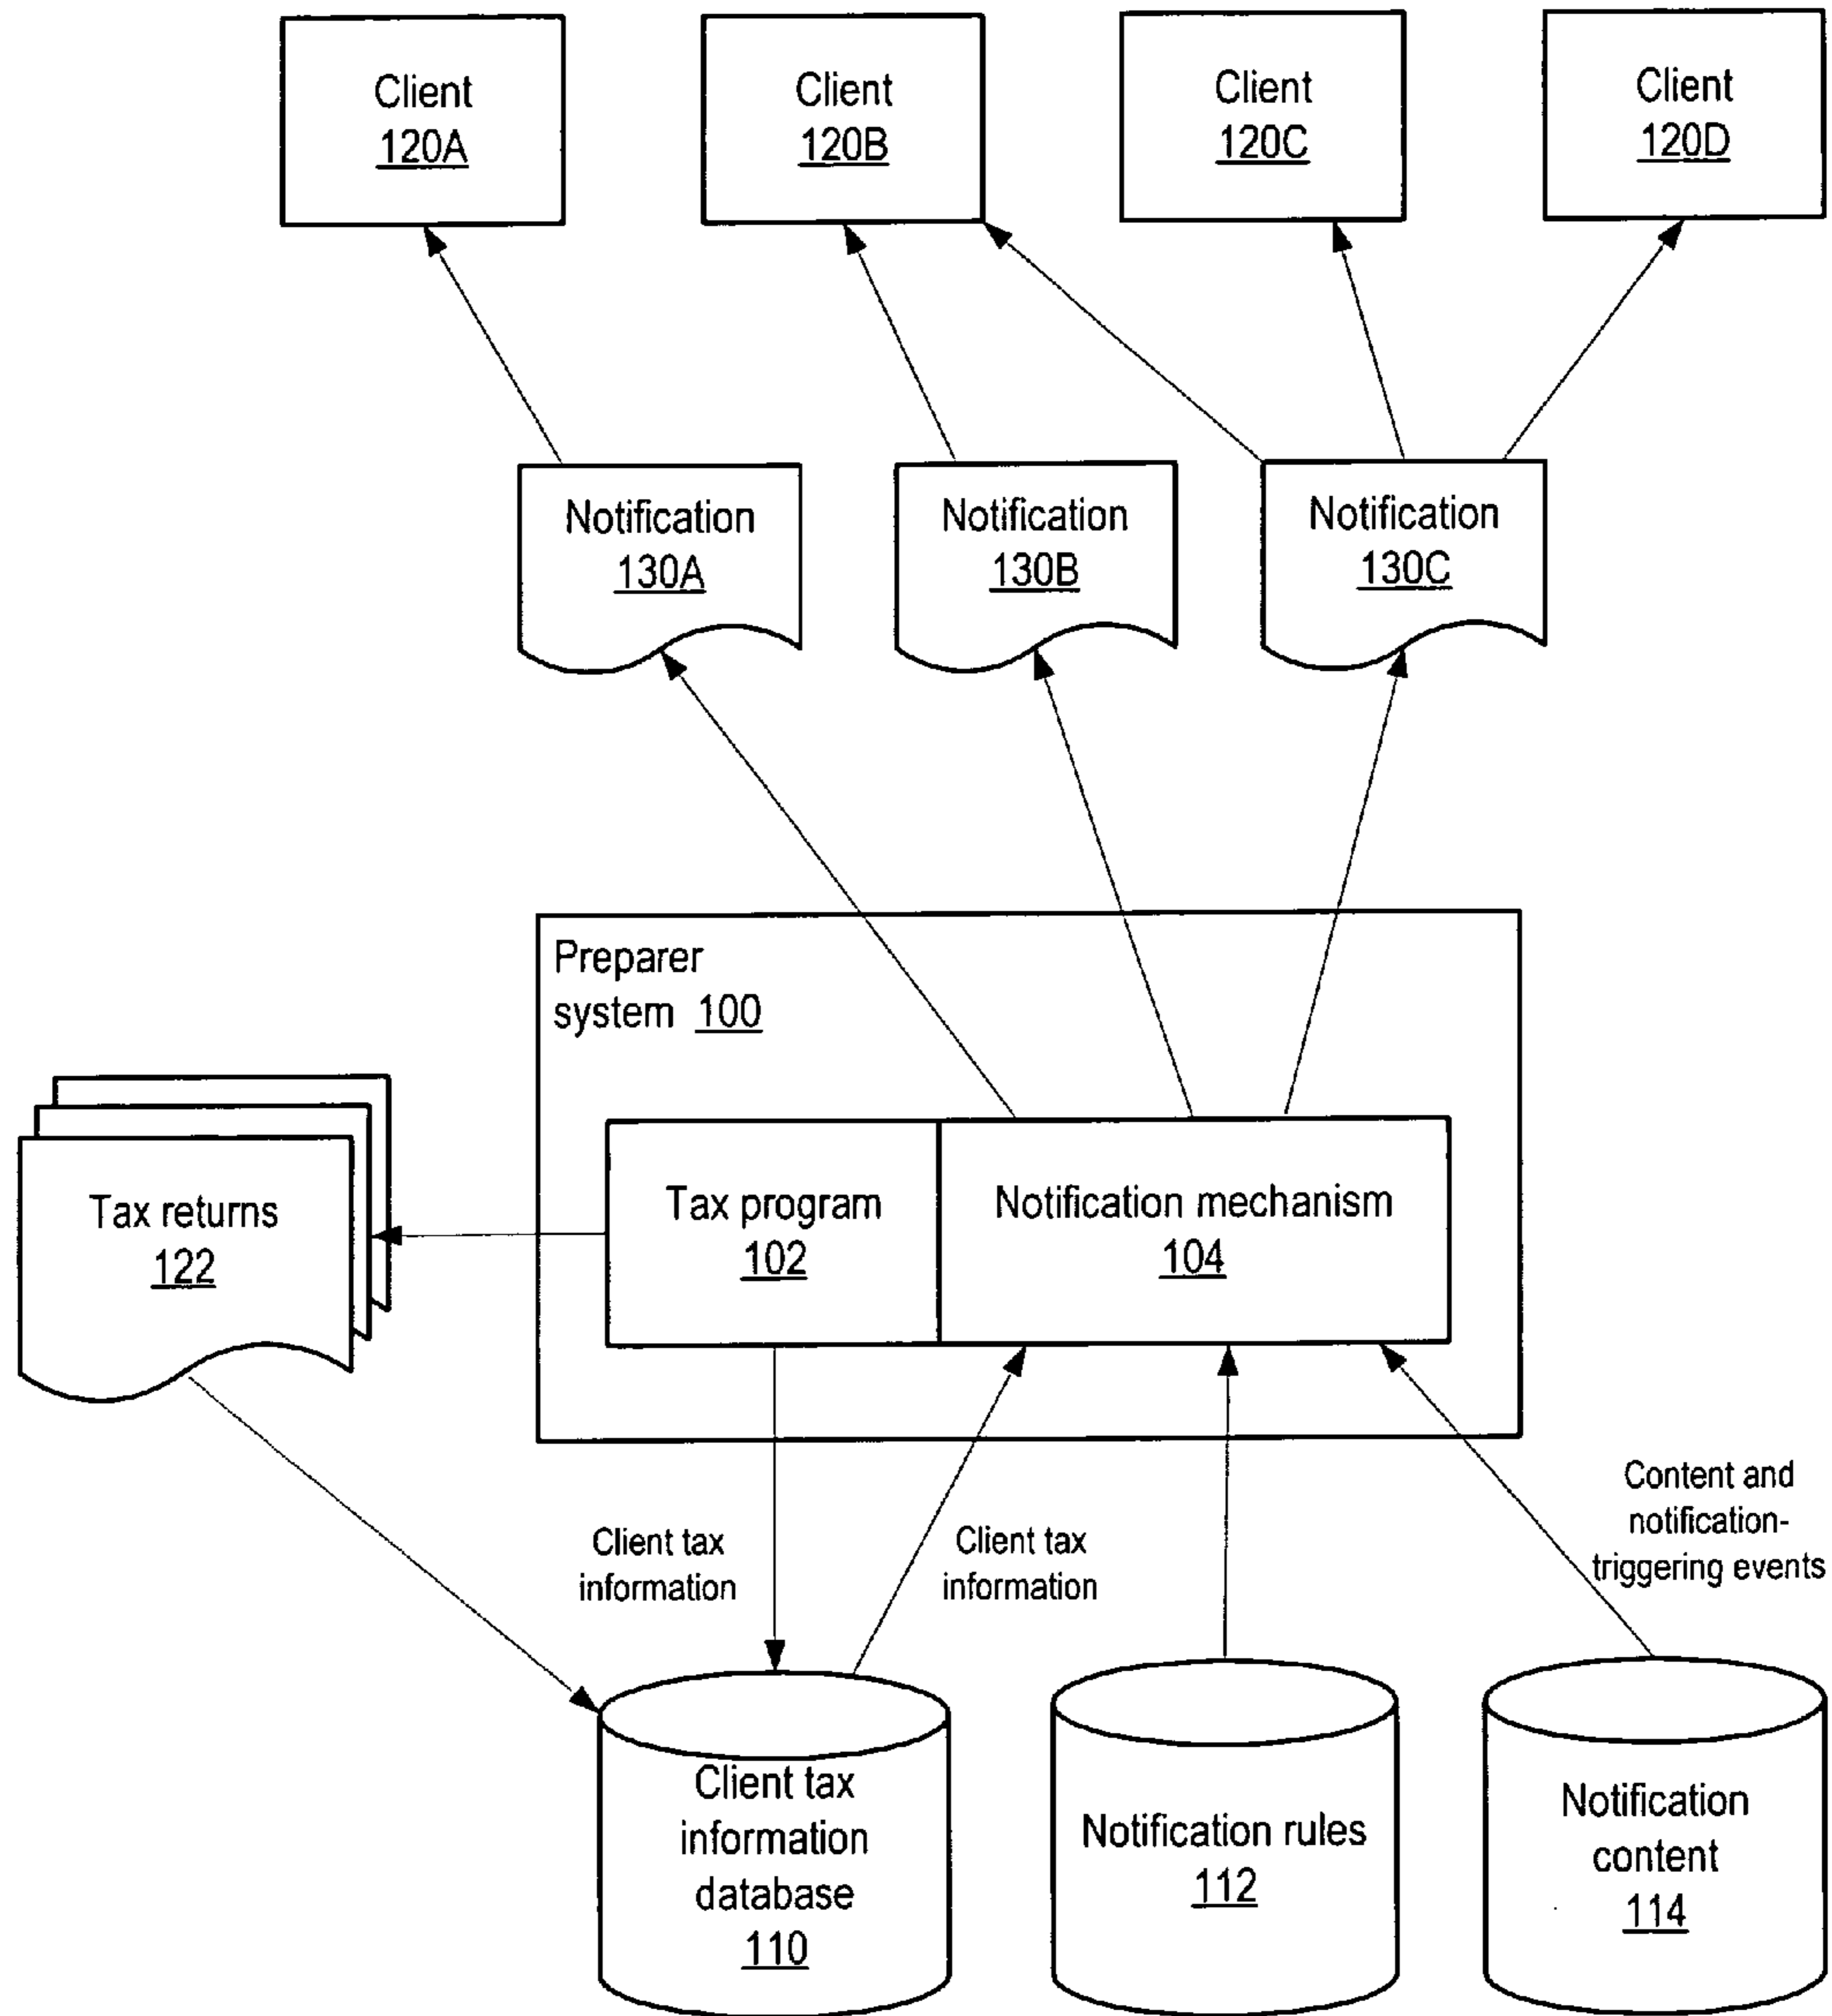 Client
120A
Client
120B
Client
120C
Client
120D
Notification
130A
Notification
130B
Notification
130C
Preparer
system 100
Tax returns
122
Tax program
102
Notification mechanism
104
Client tax
information
Client tax
information
Content and
notification-
triggering events
Client tax
information
database
110
Notification rules
112
Notification
content
114